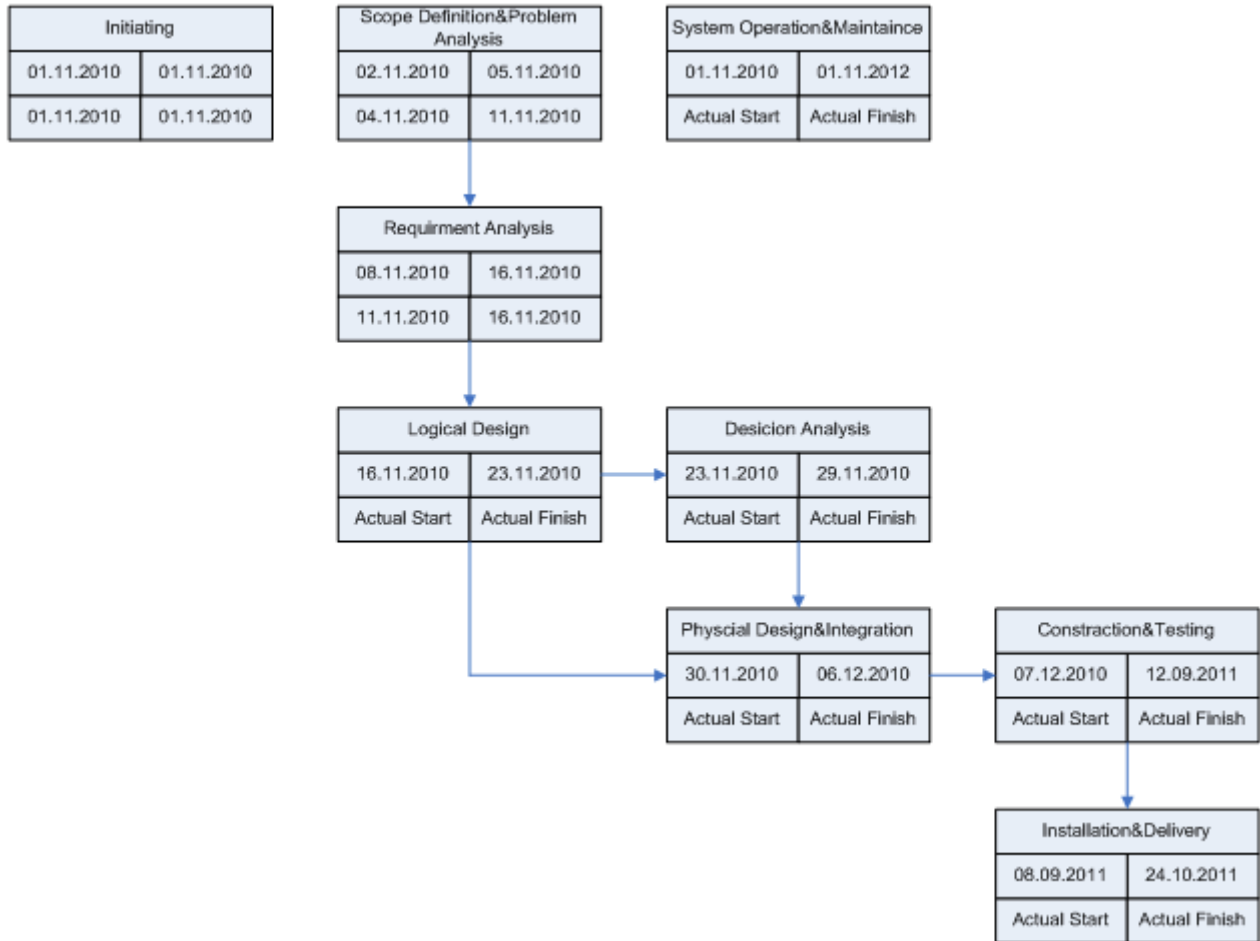 Initiating
01.11.2010 01.11.2010
01.11.2010 01.11.2010
Scope Definition&Problem
Analysis
02.11.2010 05.11.2010
04.11.2010 11.11.2010
System Operation&Maintaince
01.11.2010 01.11.2012
Actual Start Actual Finish
Requirment Analysis
08.11.2010 16.11.2010
11.11.2010 16.11.2010
Logical Design
16.11.2010 23.11.2010
Actual Start Actual Finish
Desicion Analysis
23.11.2010 29.11.2010
Actual Start Actual Finish
Physcial Design&Integration
30.11.2010 06.12.2010
Actual Start Actual Finish
Constraction&Testing
07.12.2010 12.09.2011
Actual Start Actual Finish
Installation&Delivery
08.09.2011 24.10.2011
Actual Start Actual Finish